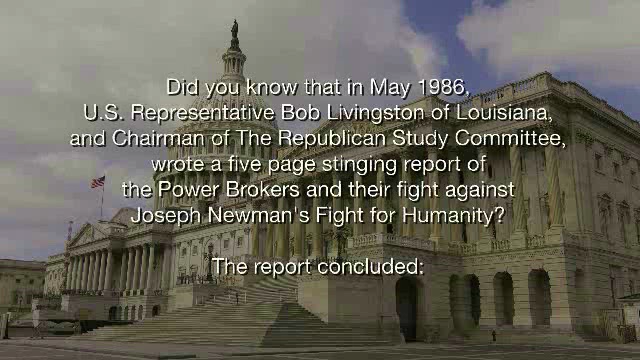 Did you know that in May 1986,
U.S. Representative Bob Livingston of Louisiana,
and Chairman of The Republican Study Committee,
wrote a five page stinging report of
the Power Brokers and their fight against
Joseph Newman's Fight for Humanity?
The report concluded: